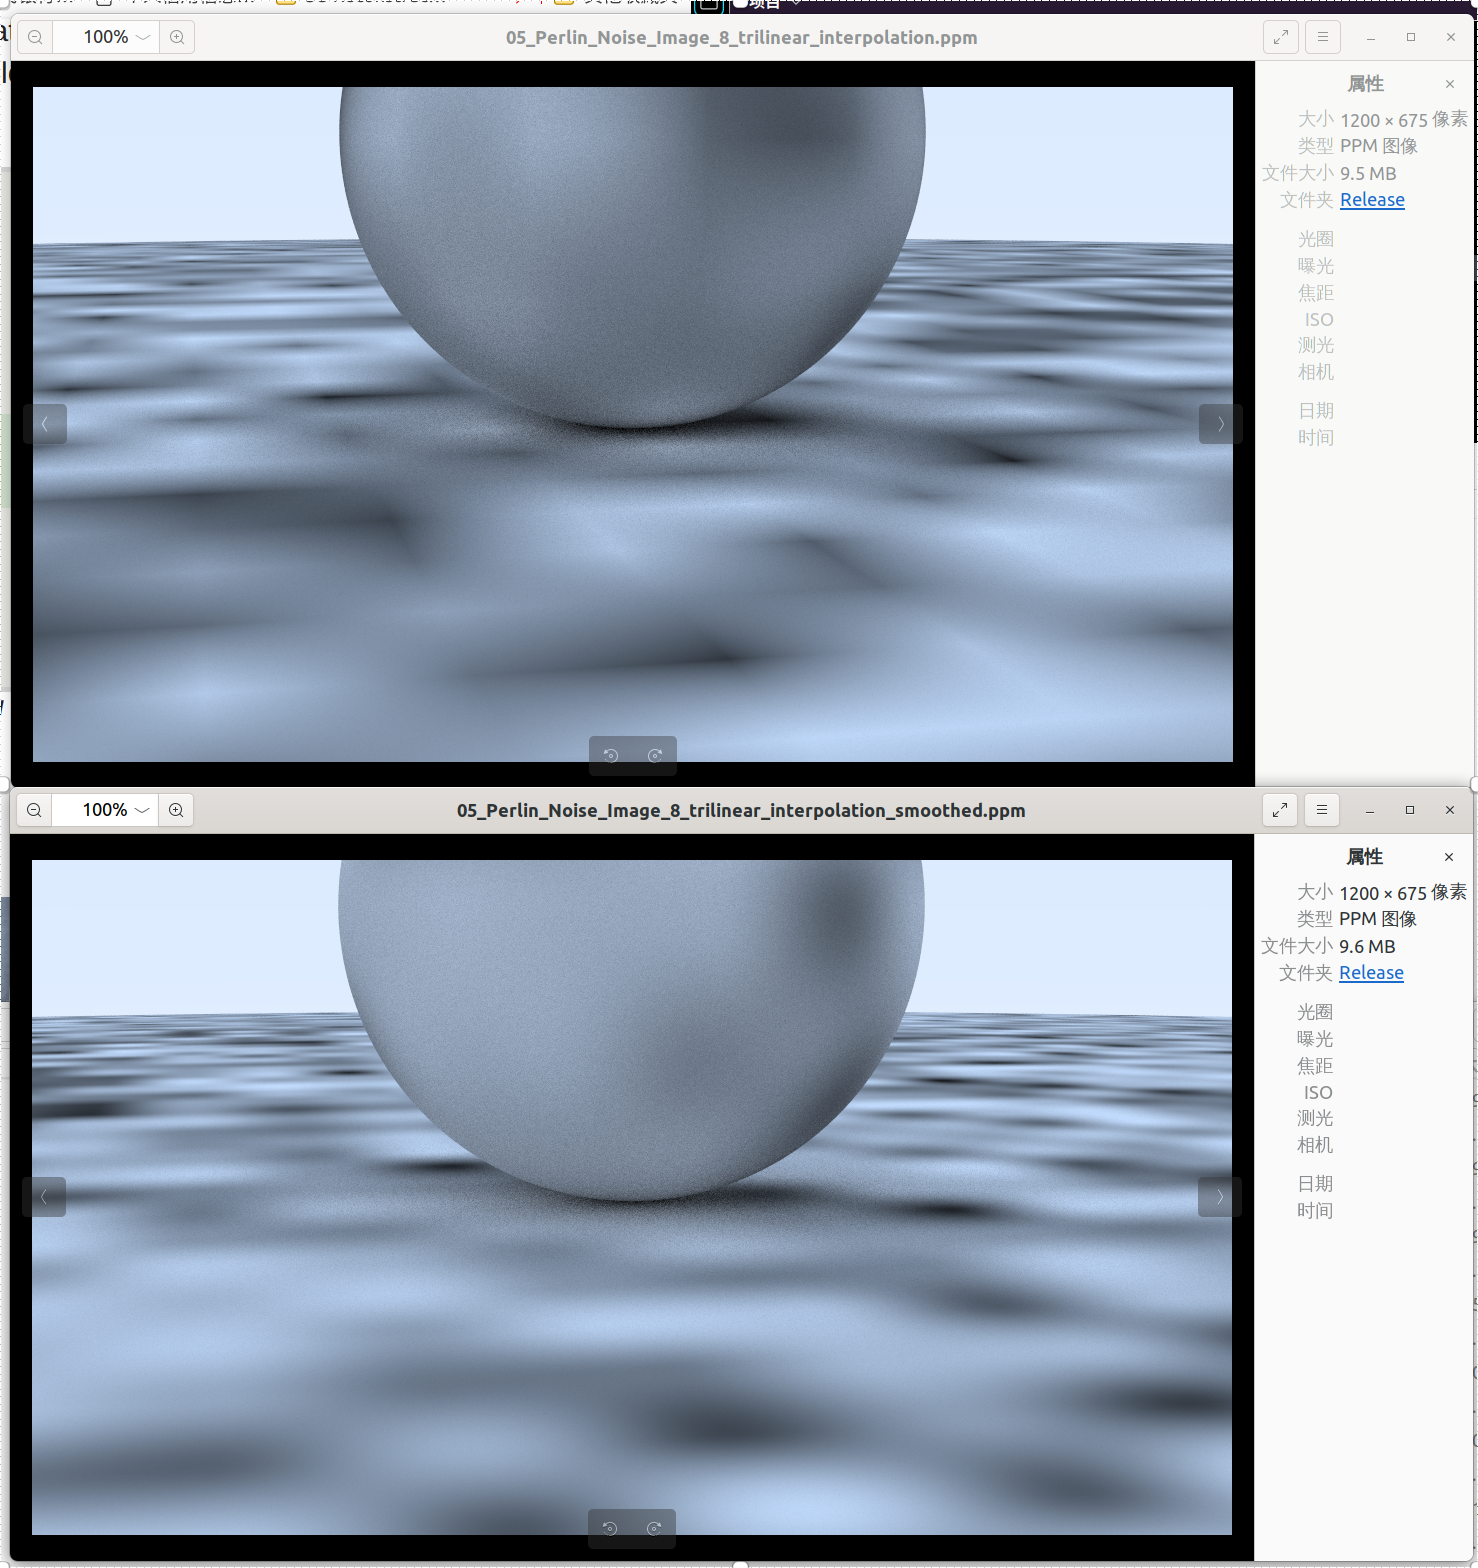 项目
100%
05_Perlin_Noise_Image_8_trilinear_interpolation.ppm
属性
大小 1200 × 675 像素
类型 PPM 图像
文件大小 9.5 MB
文件夹 Release
光圈
曝光
焦距
ISO
测光
相机
日期
时间
100%
05_Perlin_Noise_Image_8_trilinear_interpolation_smoothed.ppm
属性
大小 1200 × 675 像素
类型 PPM 图像
文件大小 9.6 MB
文件夹 Release
光圈
曝光
焦距
ISO
测光
相机
日期
时间